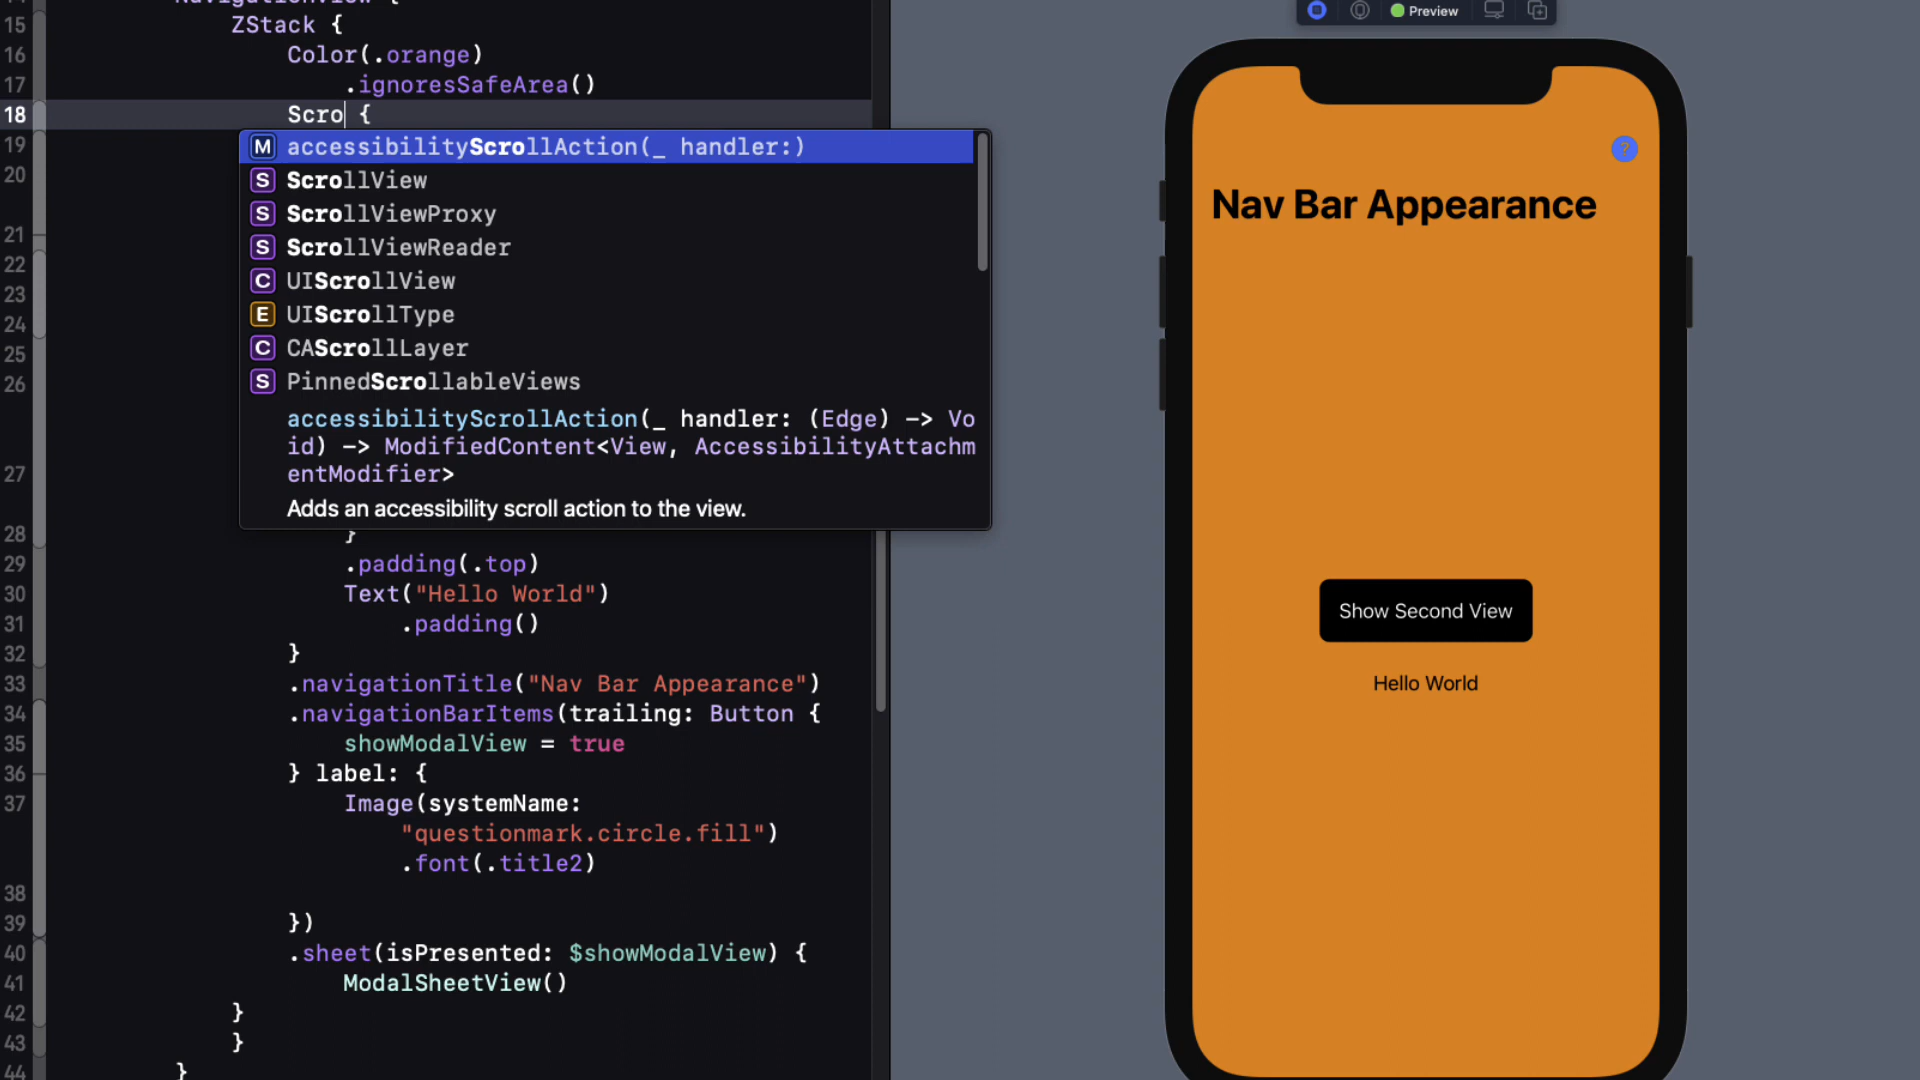 NavigationView {
15 ZStack {
16 Color(.orange)
17 .ignoresSafeArea()
18 Scro {
19
20
21
22
23
24
25
26
27
28 }
29 .padding(.top)
30 Text("Hello World")
31 .padding()
32 }
33 .navigationTitle("Nav Bar Appearance")
34 .navigationBarItems(trailing: Button {
35 showModalView = true
36 } label: {
37 Image(systemName:
"questionmark.circle.fill")
.font(.title2)
38
39 })
40 .sheet(isPresented: $showModalView) {
41 ModalSheetView()
42 }
43 }
44 }
M accessibilityScrollAction(_ handler:)
S ScrollView
S ScrollViewProxy
S ScrollViewReader
C UIScrollView
E UIScrollType
C CAScrollLayer
S PinnedScrollableViews
accessibilityScrollAction(_ handler: (Edge) -> Vo
id) -> ModifiedContent<View, AccessibilityAttachm
entModifier>
Adds an accessibility scroll action to the view.
Preview
?
Nav Bar Appearance
Show Second View
Hello World